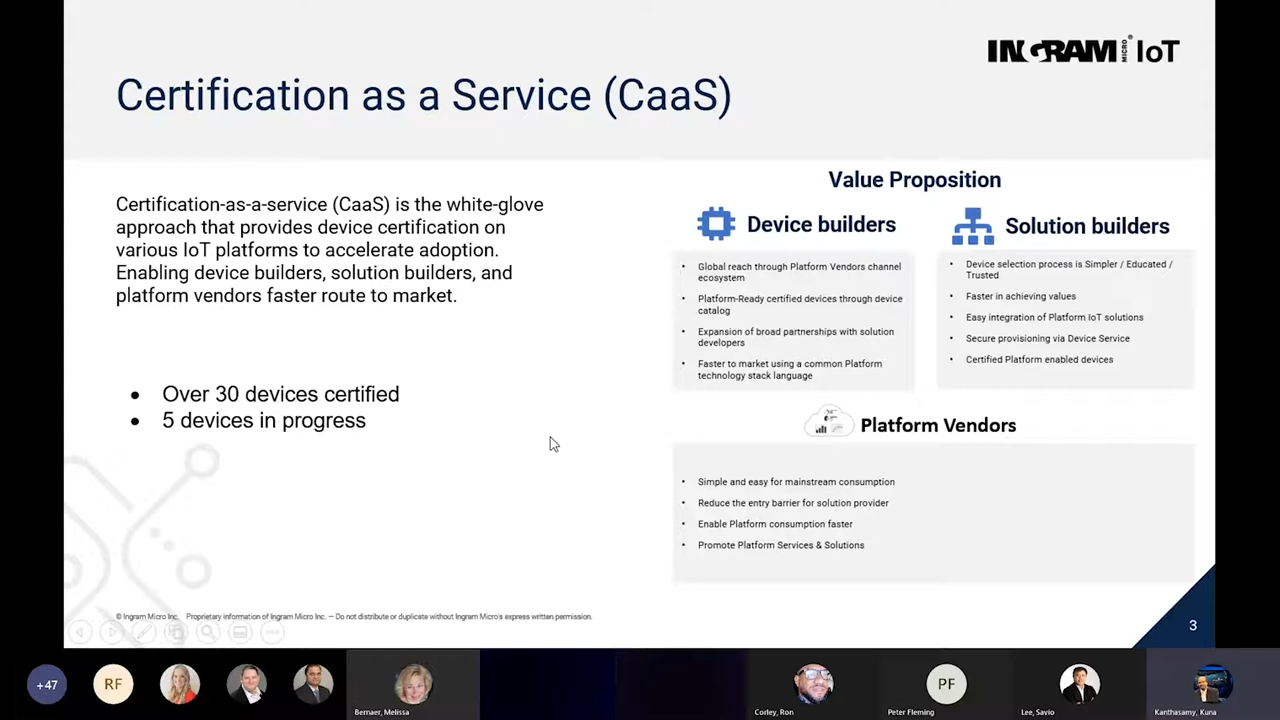 INGRAM MICRO® IoT
Certification as a Service (CaaS)
Certification-as-a-service (CaaS) is the white-glove
approach that provides device certification on
various IoT platforms to accelerate adoption.
Enabling device builders, solution builders, and
platform vendors faster route to market.
• Over 30 devices certified
• 5 devices in progress
Value Proposition
Device builders
• Global reach through Platform Vendors channel
ecosystem
• Platform-Ready certified devices through device
catalog
• Expansion of broad partnerships with solution
developers
• Faster to market using a common Platform
technology stack language
Solution builders
• Device selection process is Simpler / Educated /
Trusted
• Faster in achieving values
• Easy integration of Platform IoT solutions
• Secure provisioning via Device Service
• Certified Platform enabled devices
Platform Vendors
• Simple and easy for mainstream consumption
• Reduce the entry barrier for solution provider
• Enable Platform consumption faster
• Promote Platform Services & Solutions
© Ingram Micro Inc. Proprietary information of Ingram Micro Inc. — Do not distribute or duplicate without Ingram Micro's express written permission.
3
+47
RF
Bernaer, Melissa
Corley, Ron
PF
Peter Fleming
Lee, Savio
Kanthasamy, Kuna